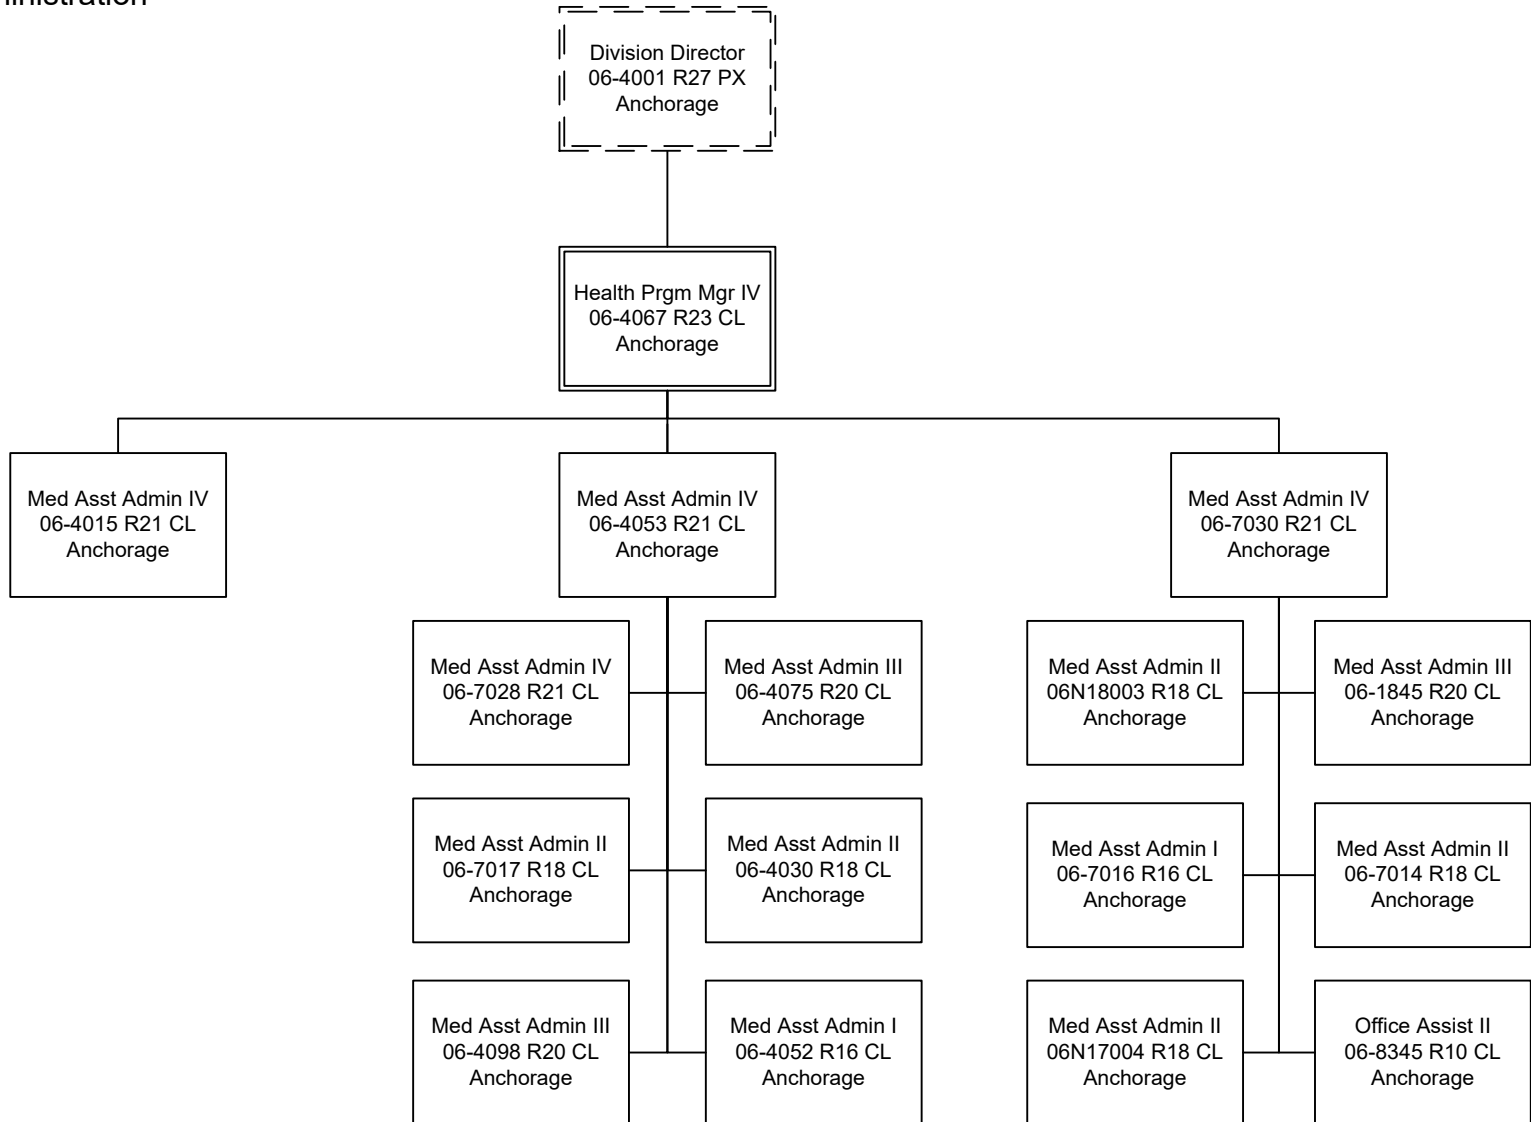 Division Director
06-4001 R27 PX
Anchorage
Health Prgm Mgr IV
06-4067 R23 CL
Anchorage
Med Asst Admin IV
06-4015 R21 CL
Anchorage
Med Asst Admin IV
06-4053 R21 CL
Anchorage
Med Asst Admin IV
06-7030 R21 CL
Anchorage
Med Asst Admin IV
06-7028 R21 CL
Anchorage
Med Asst Admin III
06-4075 R20 CL
Anchorage
Med Asst Admin II
06N18003 R18 CL
Anchorage
Med Asst Admin III
06-1845 R20 CL
Anchorage
Med Asst Admin II
06-7017 R18 CL
Anchorage
Med Asst Admin II
06-4030 R18 CL
Anchorage
Med Asst Admin I
06-7016 R16 CL
Anchorage
Med Asst Admin II
06-7014 R18 CL
Anchorage
Med Asst Admin III
06-4098 R20 CL
Anchorage
Med Asst Admin I
06-4052 R16 CL
Anchorage
Med Asst Admin II
06N17004 R18 CL
Anchorage
Office Assist II
06-8345 R10 CL
Anchorage